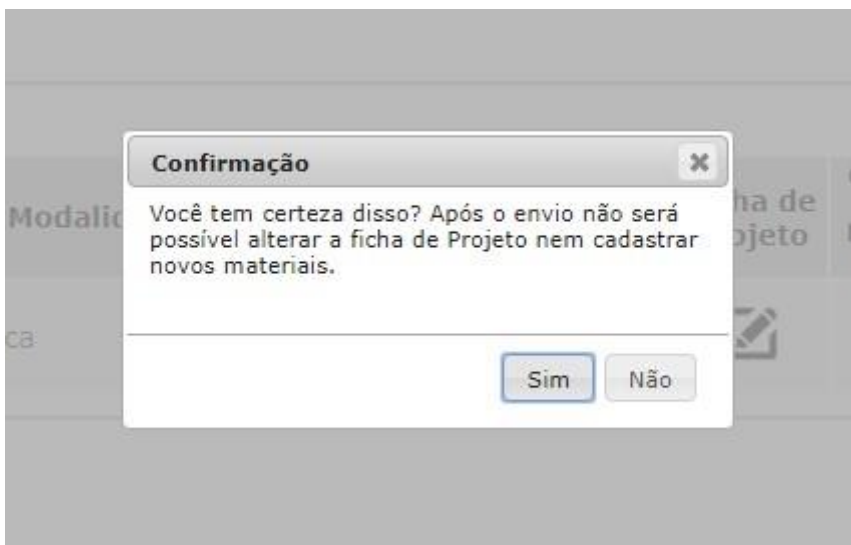 Confirmação
Você tem certeza disso? Após o envio não será
possível alterar a ficha de Projeto nem cadastrar
novos materiais.
Sim Não